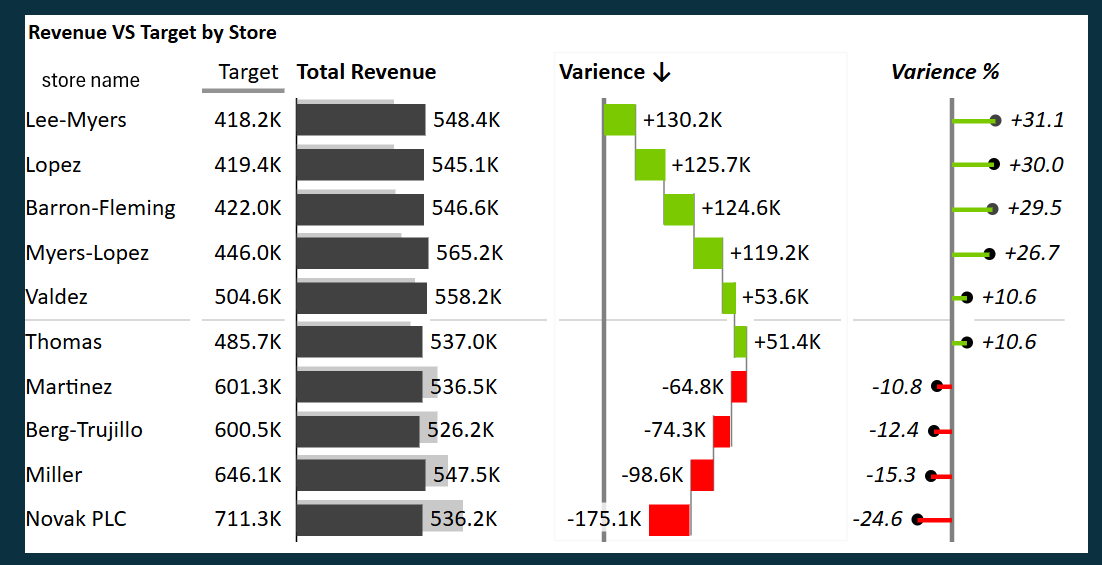 Revenue VS Target by Store
store name Target Total Revenue Varience ↓ Varience %
Lee-Myers 418.2K 548.4K +130.2K +31.1
Lopez 419.4K 545.1K +125.7K +30.0
Barron-Fleming 422.0K 546.6K +124.6K +29.5
Myers-Lopez 446.0K 565.2K +119.2K +26.7
Valdez 504.6K 558.2K +53.6K +10.6
Thomas 485.7K 537.0K +51.4K +10.6
Martinez 601.3K 536.5K -64.8K -10.8
Berg-Trujillo 600.5K 526.2K -74.3K -12.4
Miller 646.1K 547.5K -98.6K -15.3
Novak PLC 711.3K 536.2K -175.1K -24.6